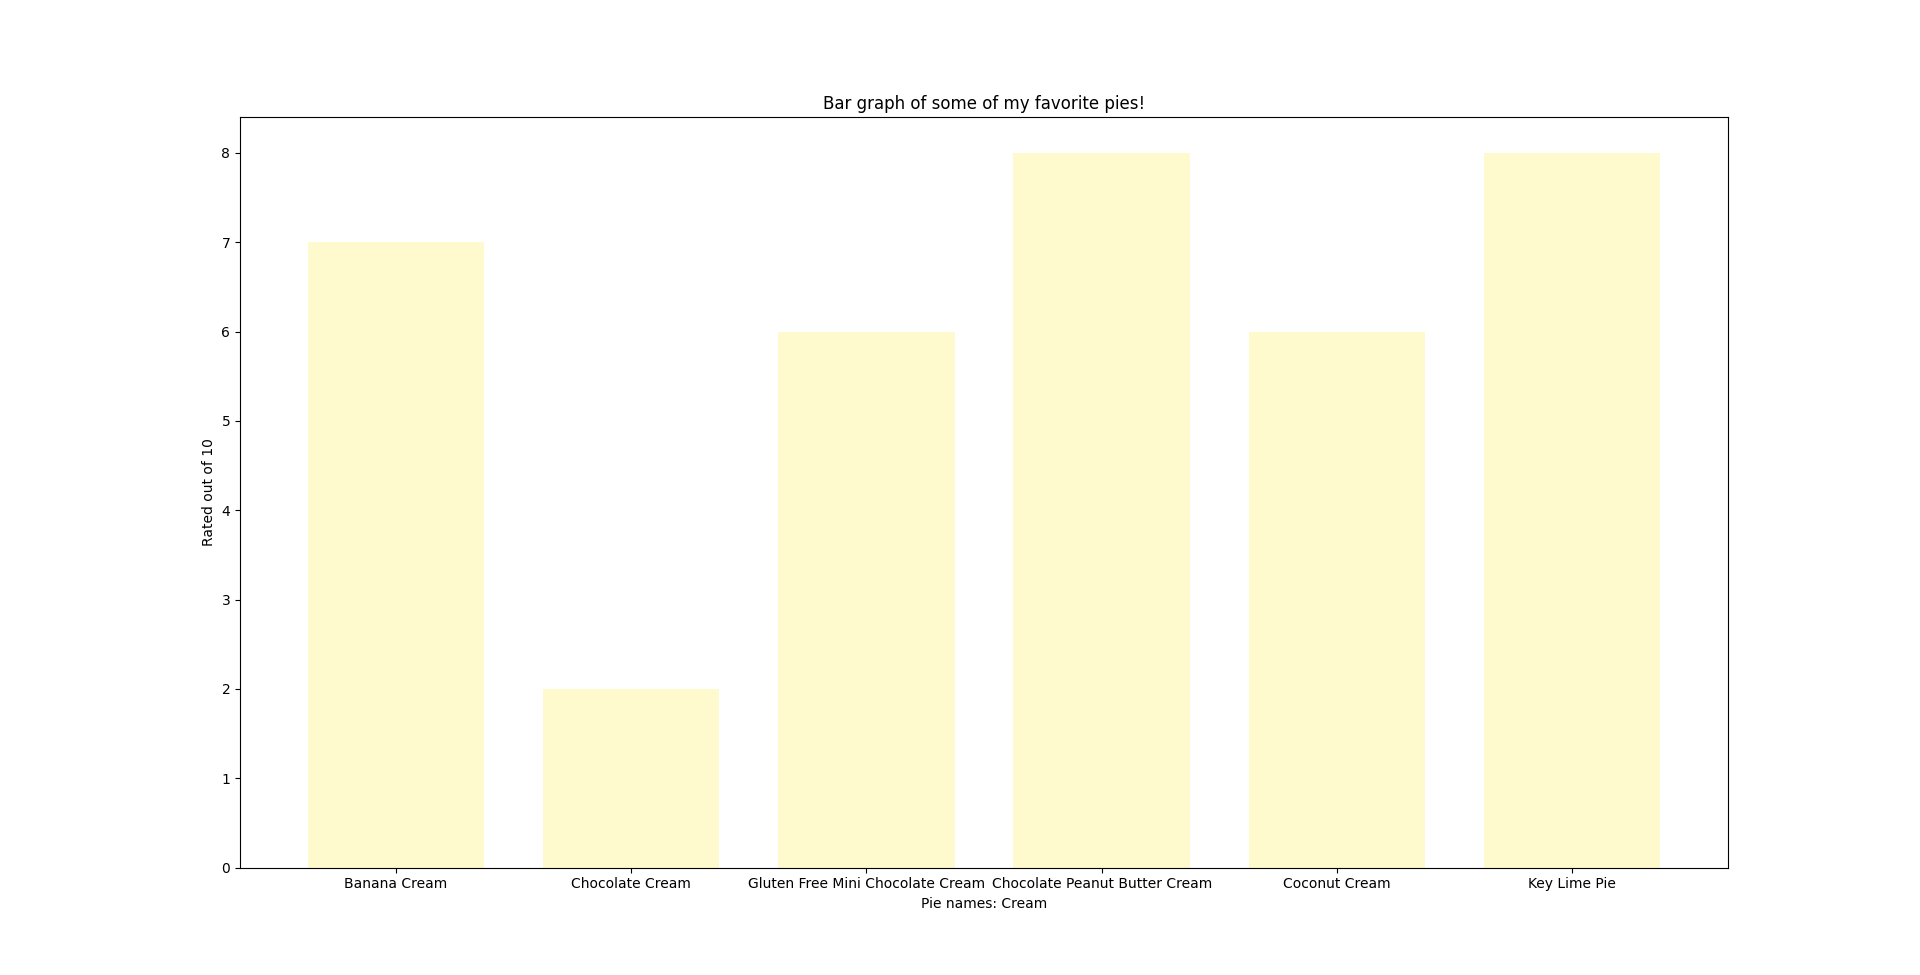 Bar graph of some of my favorite pies!
8
7
6
5
4
3
2
1
0
Rated out of 10
Banana Cream
Chocolate Cream
Gluten Free Mini Chocolate Cream
Chocolate Peanut Butter Cream
Coconut Cream
Key Lime Pie
Pie names: Cream